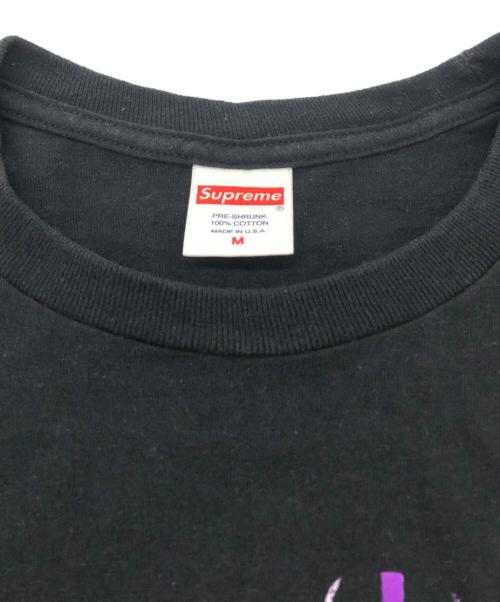 Supreme
®
PRE-SHRUNK
100% COTTON
MADE IN U.S.A.
M